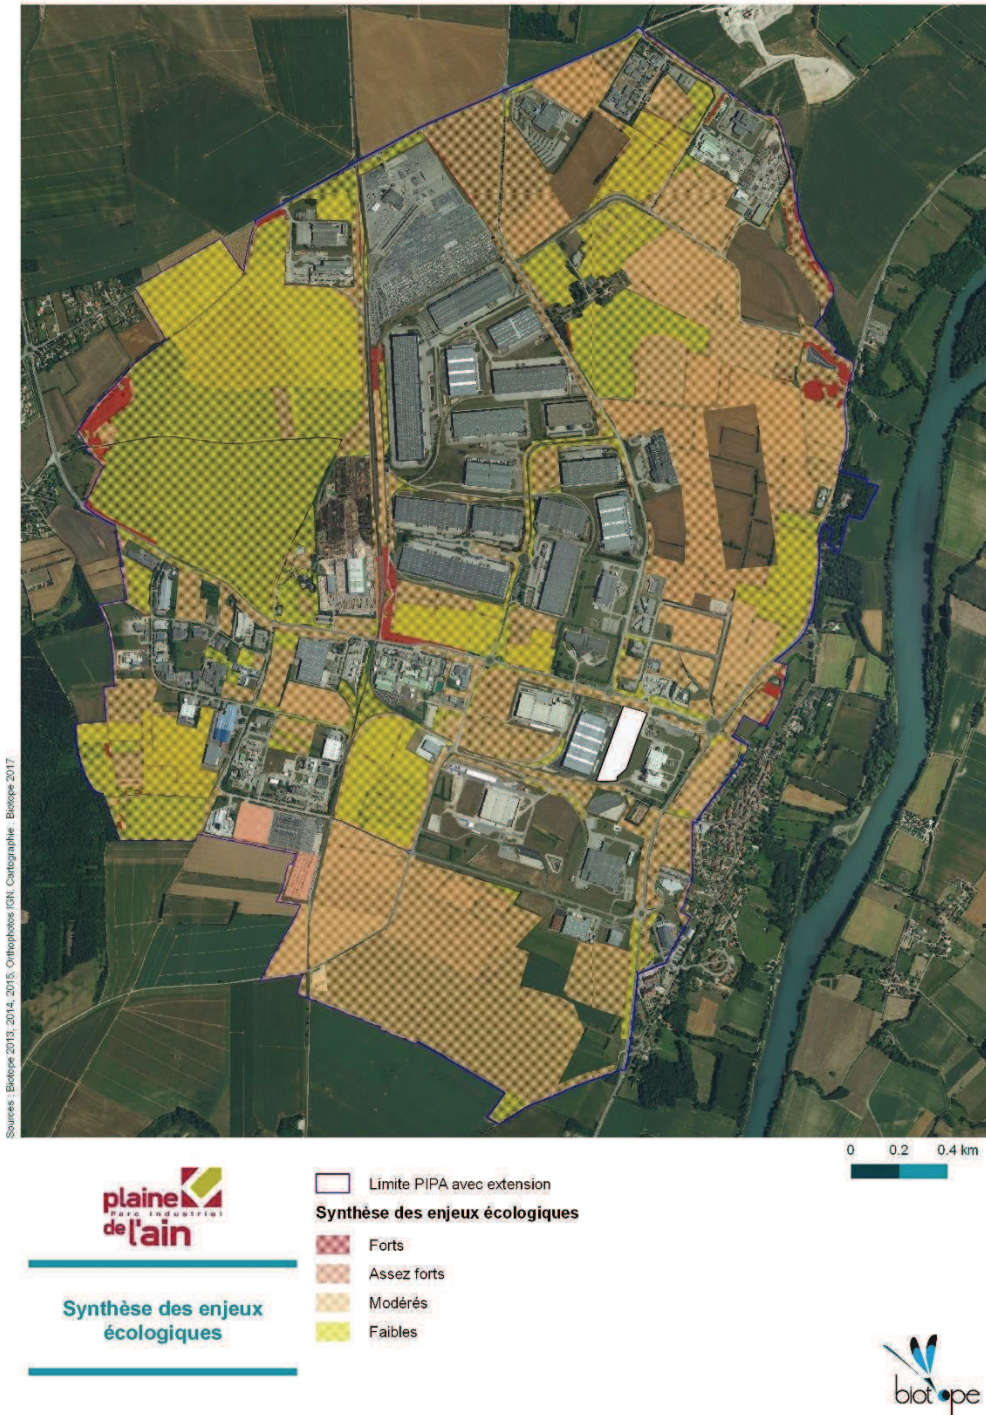 Sources : Biotope 2013, 2014, 2015, Orthophotos IGN. Cartographie : Biotope 2017
0 0.2 0.4 km
plaine
Parc Industriel
de l'ain
Synthèse des enjeux
écologiques
Limite PIPA avec extension
Synthèse des enjeux écologiques
Forts
Assez forts
Modérés
Faibles
biotope